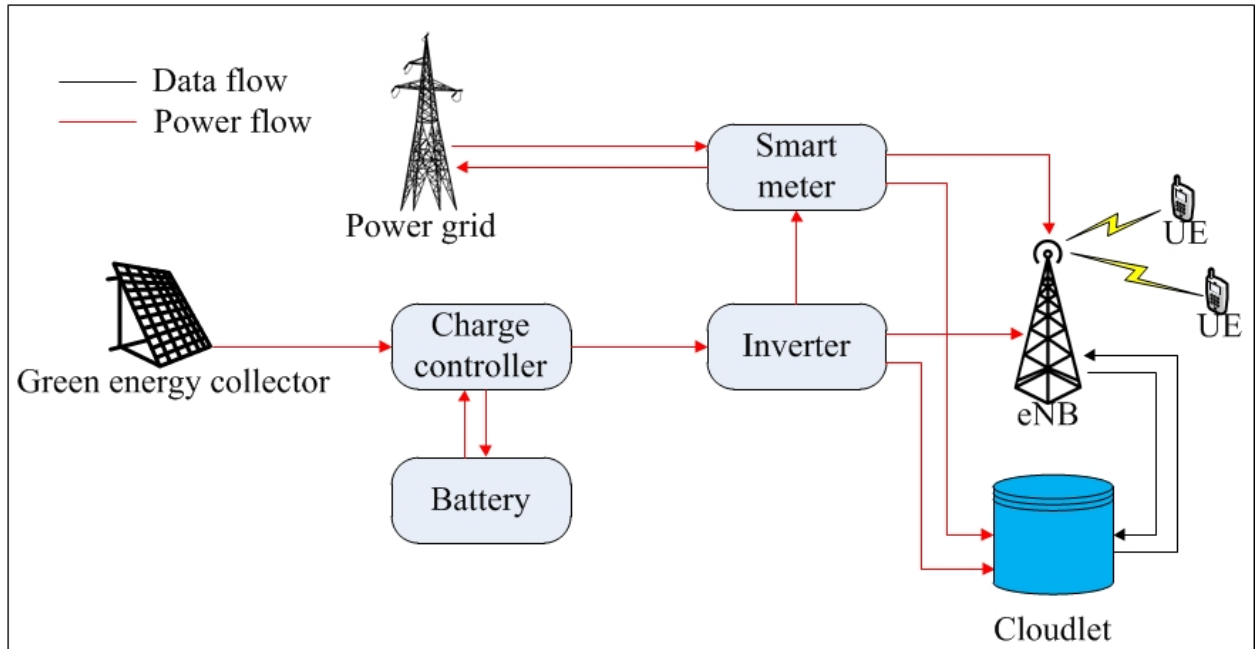 Data flow
Power flow
Smart
meter
Power grid
UE
UE
Green energy collector
Charge
controller
Inverter
eNB
Battery
Cloudlet